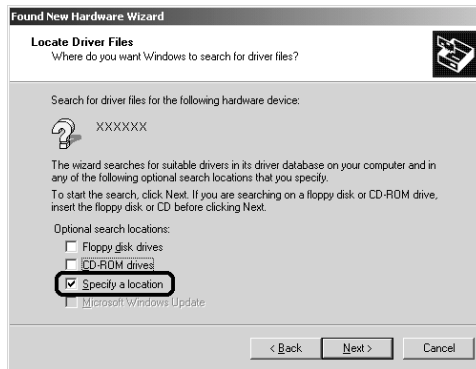 Found New Hardware Wizard
Locate Driver Files
Where do you want Windows to search for driver files?
Search for driver files for the following hardware device:
XXXXXX
The wizard searches for suitable drivers in its driver database on your computer and in
any of the following optional search locations that you specify.
To start the search, click Next. If you are searching on a floppy disk or CD-ROM drive,
insert the floppy disk or CD before clicking Next.
Optional search locations:
Floppy disk drives
CD-ROM drives
Specify a location
Microsoft Windows Update
< Back Next > Cancel